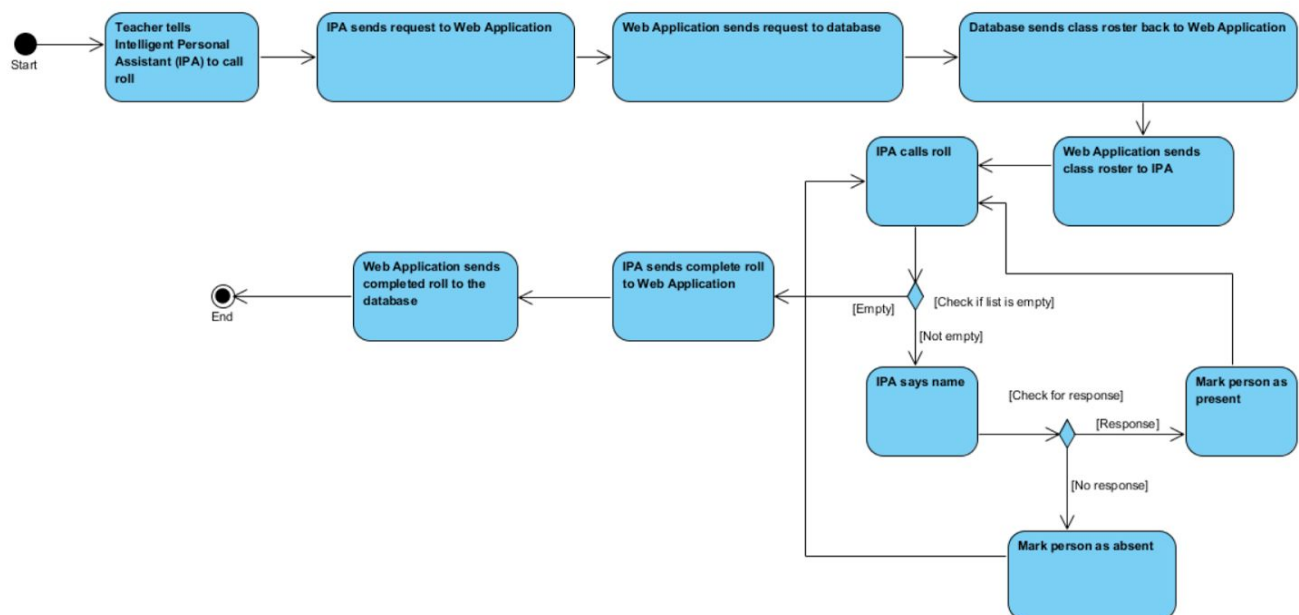 Start
Teacher tells
Intelligent Personal
Assistant (IPA) to call
roll
IPA sends request to Web Application
Web Application sends request to database
Database sends class roster back to Web Application
Web Application sends
class roster to IPA
IPA calls roll
[Check if list is empty]
[Empty]
IPA sends complete roll
to Web Application
Web Application sends
completed roll to the
database
End
[Not empty]
IPA says name
[Check for response]
[Response]
Mark person as
present
[No response]
Mark person as absent